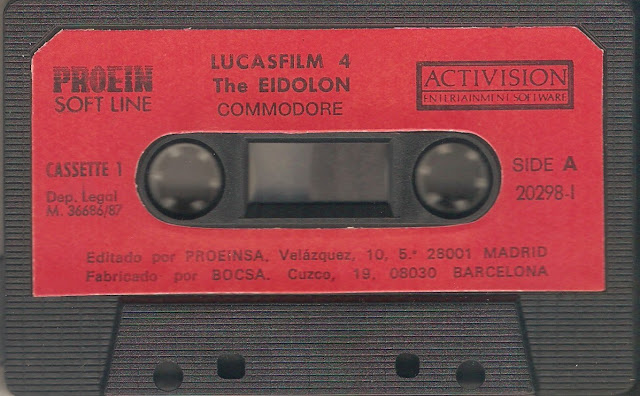 PROEIN
SOFT LINE
LUCASFILM 4
The EIDOLON
COMMODORE
ACTIVISION
ENTERTAINMENT SOFTWARE
CASSETTE 1
Dep. Legal
M. 36686/87
SIDE A
20298-I
Editado por PROEINSA, Velázquez, 10, 5.º 28001 MADRID
Fabricado por BOCSA. Cuzco, 19, 08030 BARCELONA